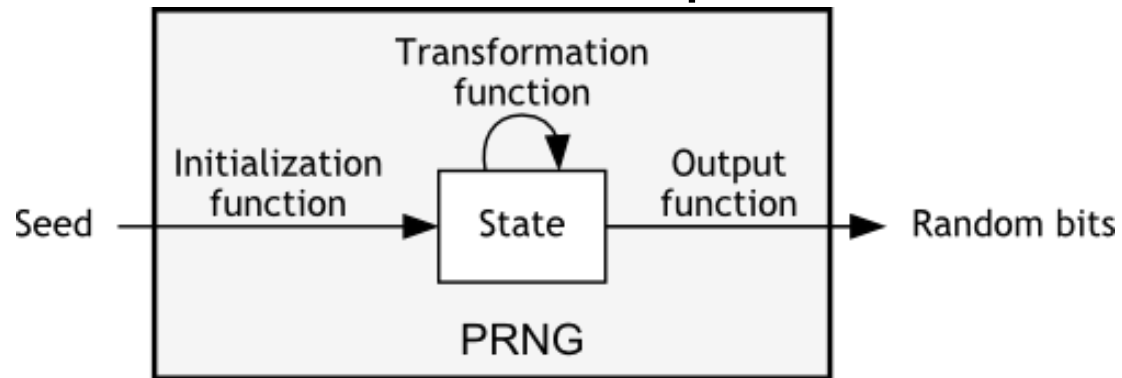 Transformation
function
Initialization
function
Output
function
Seed
State
Random bits
PRNG